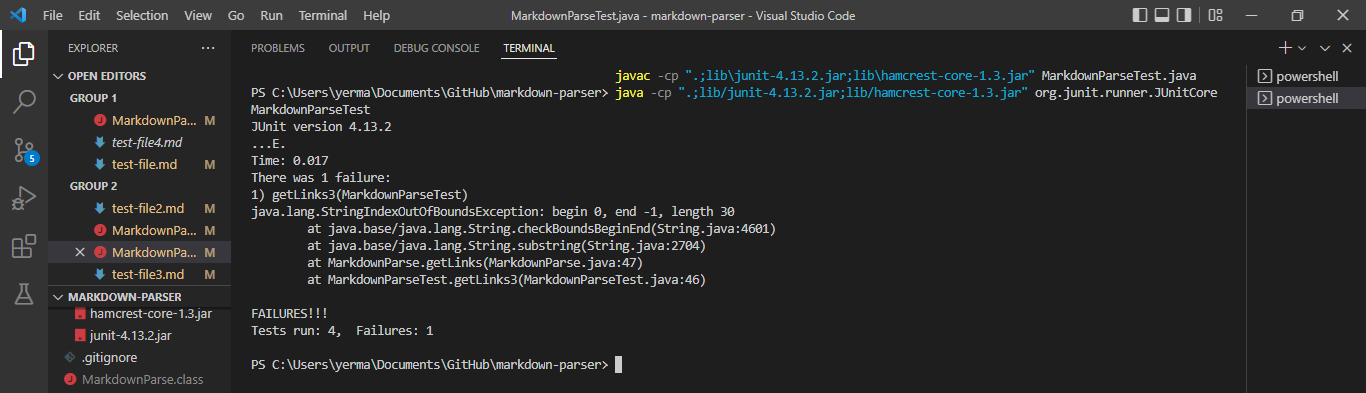 File Edit Selection View Go Run Terminal Help MarkdownParseTest.java - markdown-parser - Visual Studio Code
EXPLORER
OPEN EDITORS
GROUP 1
MarkdownPa... M
test-file4.md
test-file.md M
GROUP 2
test-file2.md M
MarkdownPa... M
MarkdownPa... M
test-file3.md M
MARKDOWN-PARSER
hamcrest-core-1.3.jar
junit-4.13.2.jar
.gitignore
MarkdownParse.class
5
PROBLEMS OUTPUT DEBUG CONSOLE TERMINAL
javac -cp ".;lib\junit-4.13.2.jar;lib\hamcrest-core-1.3.jar" MarkdownParseTest.java
PS C:\Users\yerma\Documents\GitHub\markdown-parser> java -cp ".;lib/junit-4.13.2.jar;lib/hamcrest-core-1.3.jar" org.junit.runner.JUnitCore
MarkdownParseTest
JUnit version 4.13.2
...E.
Time: 0.017
There was 1 failure:
1) getLinks3(MarkdownParseTest)
java.lang.StringIndexOutOfBoundsException: begin 0, end -1, length 30
at java.base/java.lang.String.checkBoundsBeginEnd(String.java:4601)
at java.base/java.lang.String.substring(String.java:2704)
at MarkdownParse.getLinks(MarkdownParse.java:47)
at MarkdownParseTest.getLinks3(MarkdownParseTest.java:46)
FAILURES!!!
Tests run: 4,  Failures: 1
PS C:\Users\yerma\Documents\GitHub\markdown-parser>
powershell
powershell